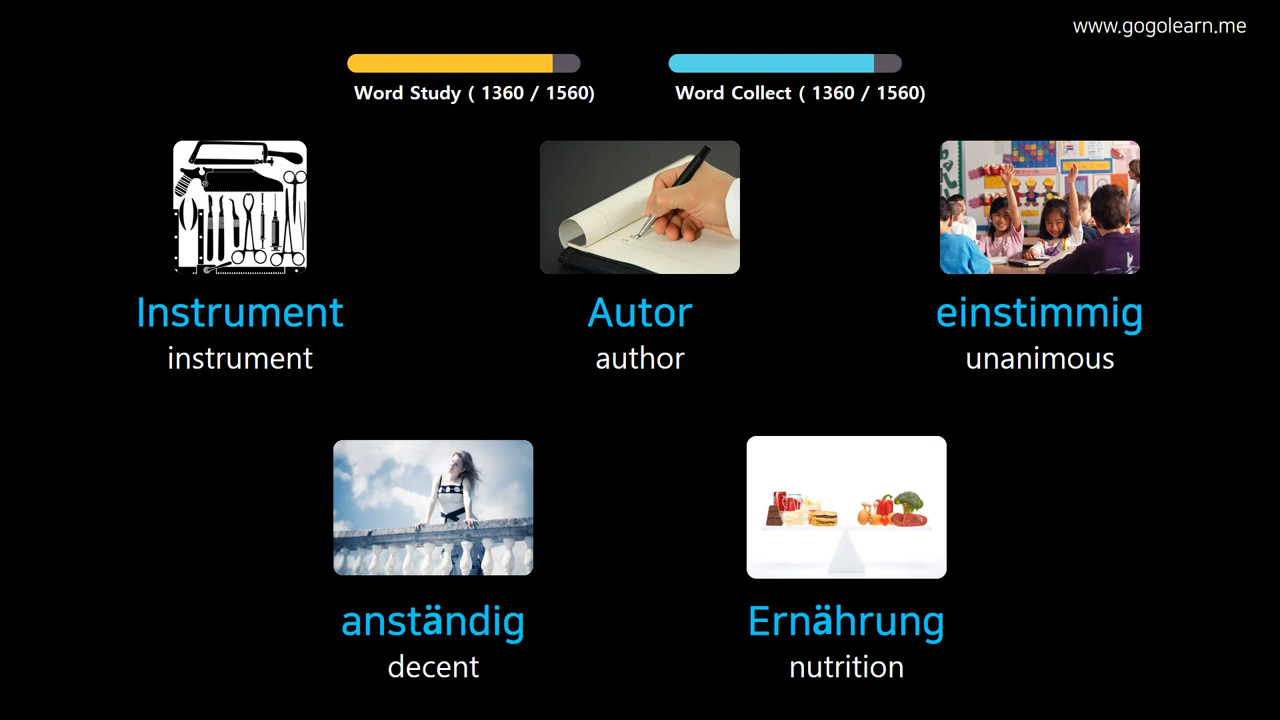 www.gogolearn.me
Word Study ( 1360 / 1560)
Word Collect ( 1360 / 1560)
Instrument
instrument
Autor
author
einstimmig
unanimous
anständig
decent
Ernährung
nutrition